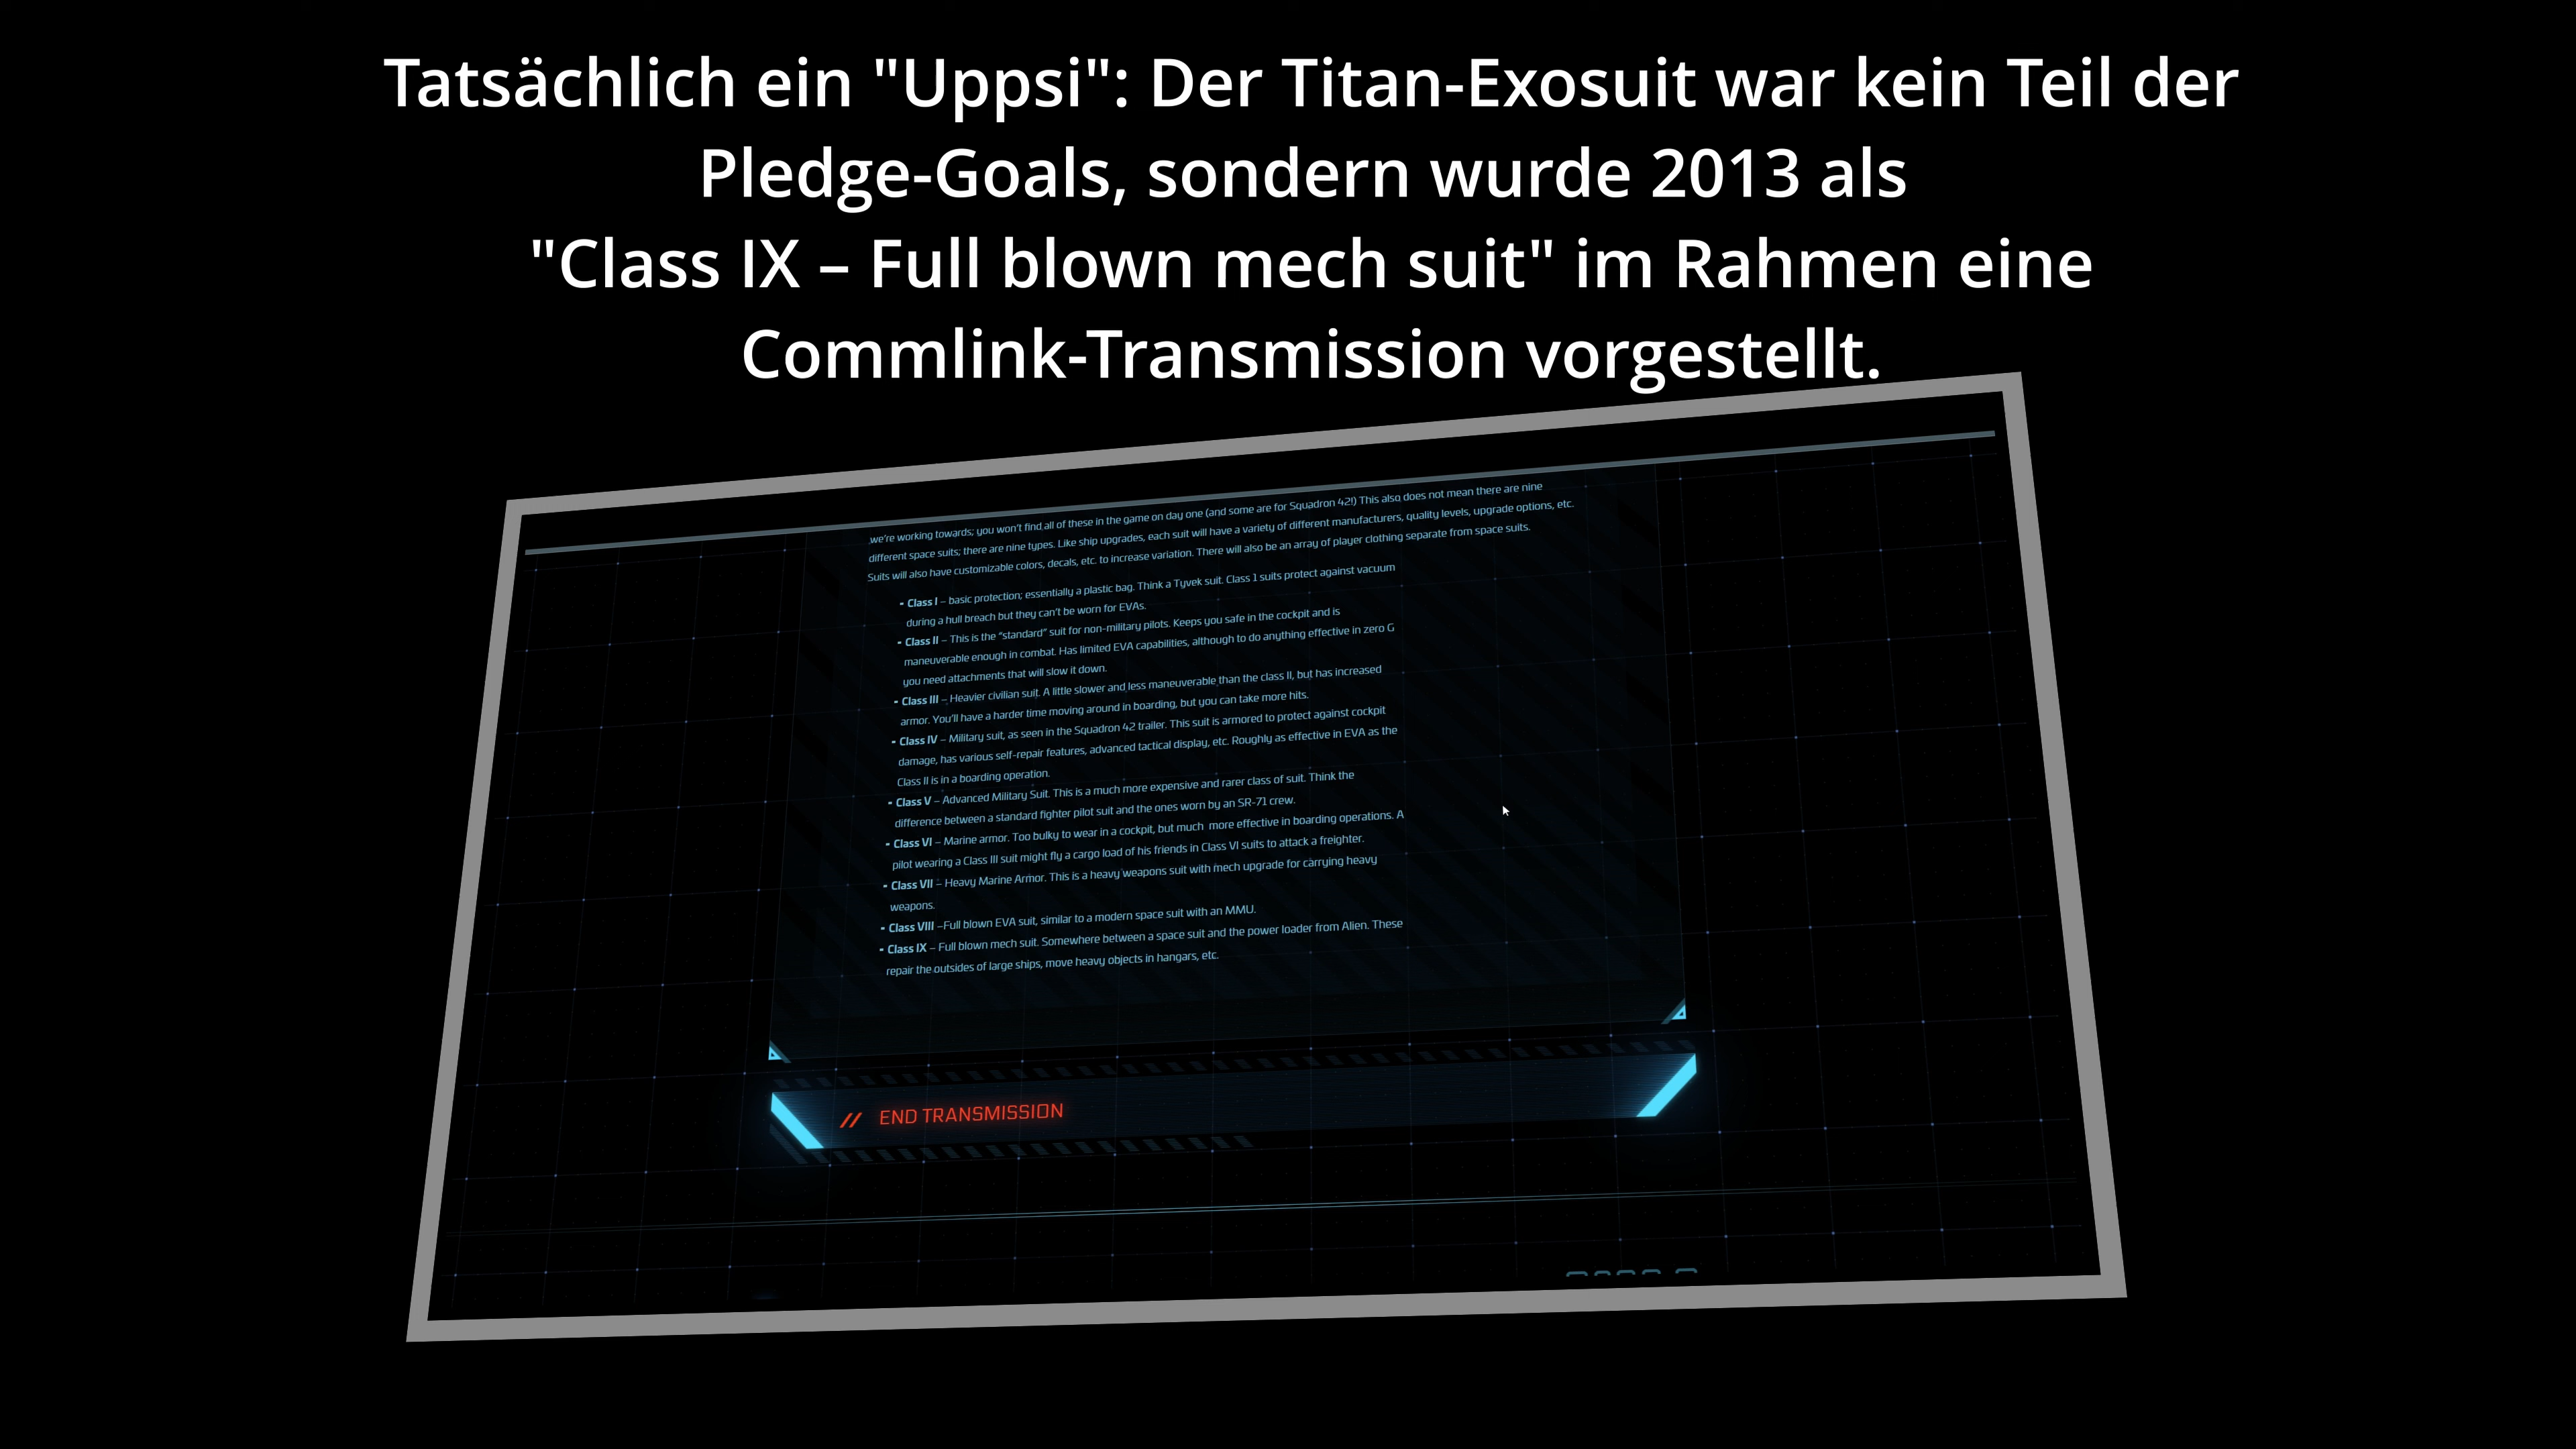 Tatsächlich ein "Uppsi": Der Titan-Exosuit war kein Teil der
Pledge-Goals, sondern wurde 2013 als
"Class IX – Full blown mech suit" im Rahmen eine
Commlink-Transmission vorgestellt.
we're working towards; you won't find all of these in the game on day one (and some are for Squadron 42!) This also does not mean there are nine
different space suits; there are nine types. Like ship upgrades, each suit will have a variety of different manufacturers, quality levels, upgrade options, etc.
Suits will also have customizable colors, decals, etc. to increase variation. There will also be an array of player clothing separate from space suits.
- Class I – basic protection; essentially a plastic bag. Think a Tyvek suit. Class 1 suits protect against vacuum
during a hull breach but they can't be worn for EVAs.
- Class II – This is the "standard" suit for non-military pilots. Keeps you safe in the cockpit and is
maneuverable enough in combat. Has limited EVA capabilities, although to do anything effective in zero G
you need attachments that will slow it down.
- Class III – Heavier civilian suit. A little slower and less maneuverable than the class II, but has increased
armor. You'll have a harder time moving around in boarding, but you can take more hits.
- Class IV – Military suit, as seen in the Squadron 42 trailer. This suit is armored to protect against cockpit
damage, has various self-repair features, advanced tactical display, etc. Roughly as effective in EVA as the
Class II is in a boarding operation.
- Class V – Advanced Military Suit. This is a much more expensive and rarer class of suit. Think the
difference between a standard fighter pilot suit and the ones worn by an SR-71 crew.
- Class VI – Marine armor. Too bulky to wear in a cockpit, but much more effective in boarding operations. A
pilot wearing a Class III suit might fly a cargo load of his friends in Class VI suits to attack a freighter.
- Class VII – Heavy Marine Armor. This is a heavy weapons suit with mech upgrade for carrying heavy
weapons.
- Class VIII –Full blown EVA suit, similar to a modern space suit with an MMU.
- Class IX – Full blown mech suit. Somewhere between a space suit and the power loader from Alien. These
repair the outsides of large ships, move heavy objects in hangars, etc.
// END TRANSMISSION